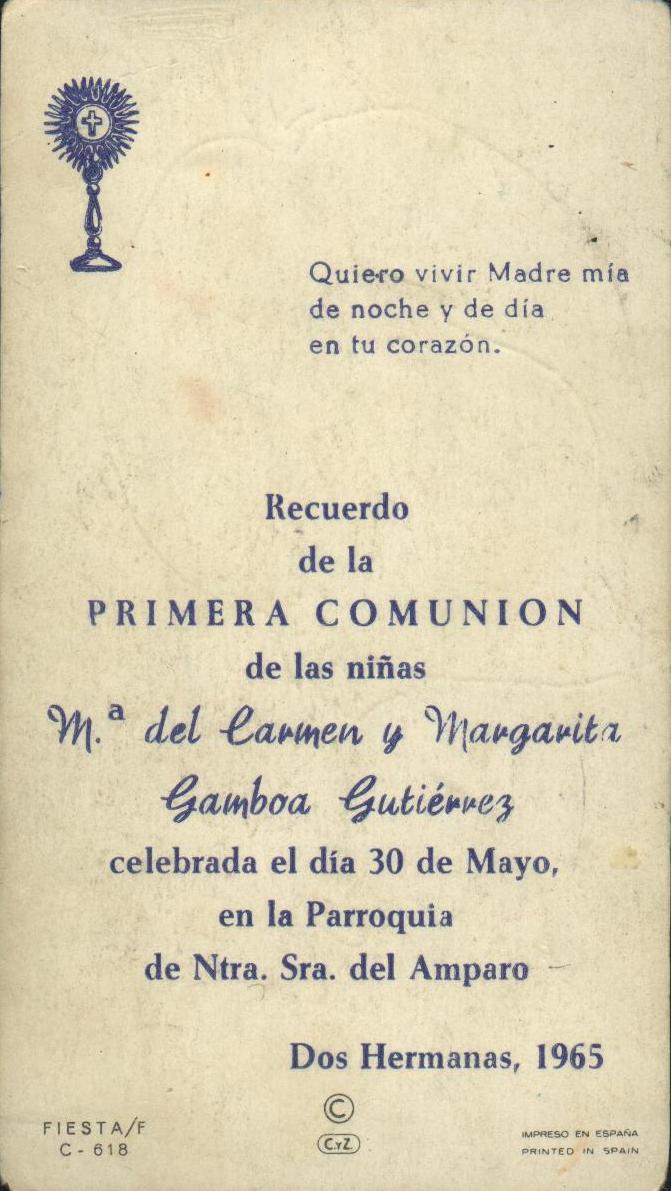 Quiero vivir Madre mía
de noche y de día
en tu corazón.
Recuerdo
de la
PRIMERA COMUNION
de las niñas
M.ª del Carmen y Margarita
Gamboa Gutiérrez
celebrada el día 30 de Mayo,
en la Parroquia
de Ntra. Sra. del Amparo
Dos Hermanas, 1965
©
C.Y Z.
FIESTA/F
C - 618
IMPRESO EN ESPAÑA
PRINTED IN SPAIN